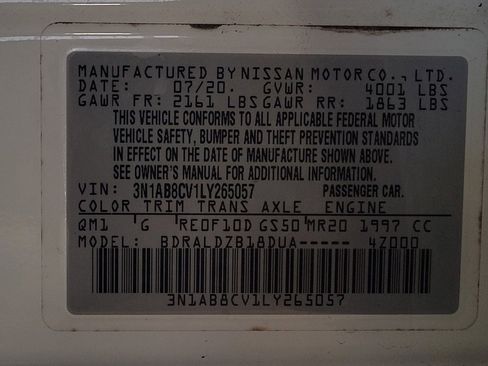 MANUFACTURED BY NISSAN MOTOR CO., LTD.
DATE: 07/20. GVWR: 4001 LBS
GAWR FR: 2161 LBS GAWR RR: 1863 LBS
THIS VEHICLE CONFORMS TO ALL APPLICABLE FEDERAL MOTOR
VEHICLE SAFETY, BUMPER AND THEFT PREVENTION STANDARDS
IN EFFECT ON THE DATE OF MANUFACTURE SHOWN ABOVE.
SEE OWNER'S MANUAL FOR ADDITIONAL INFORMATION.
VIN: 3N1AB8CV1LY265057 PASSENGER CAR.
COLOR TRIM TRANS AXLE ENGINE
QM1 G RE0F10D GS50 MR20 1997 CC
MODEL: BDRALDZB18DUA----- 4Z000
3N1AB8CV1LY265057